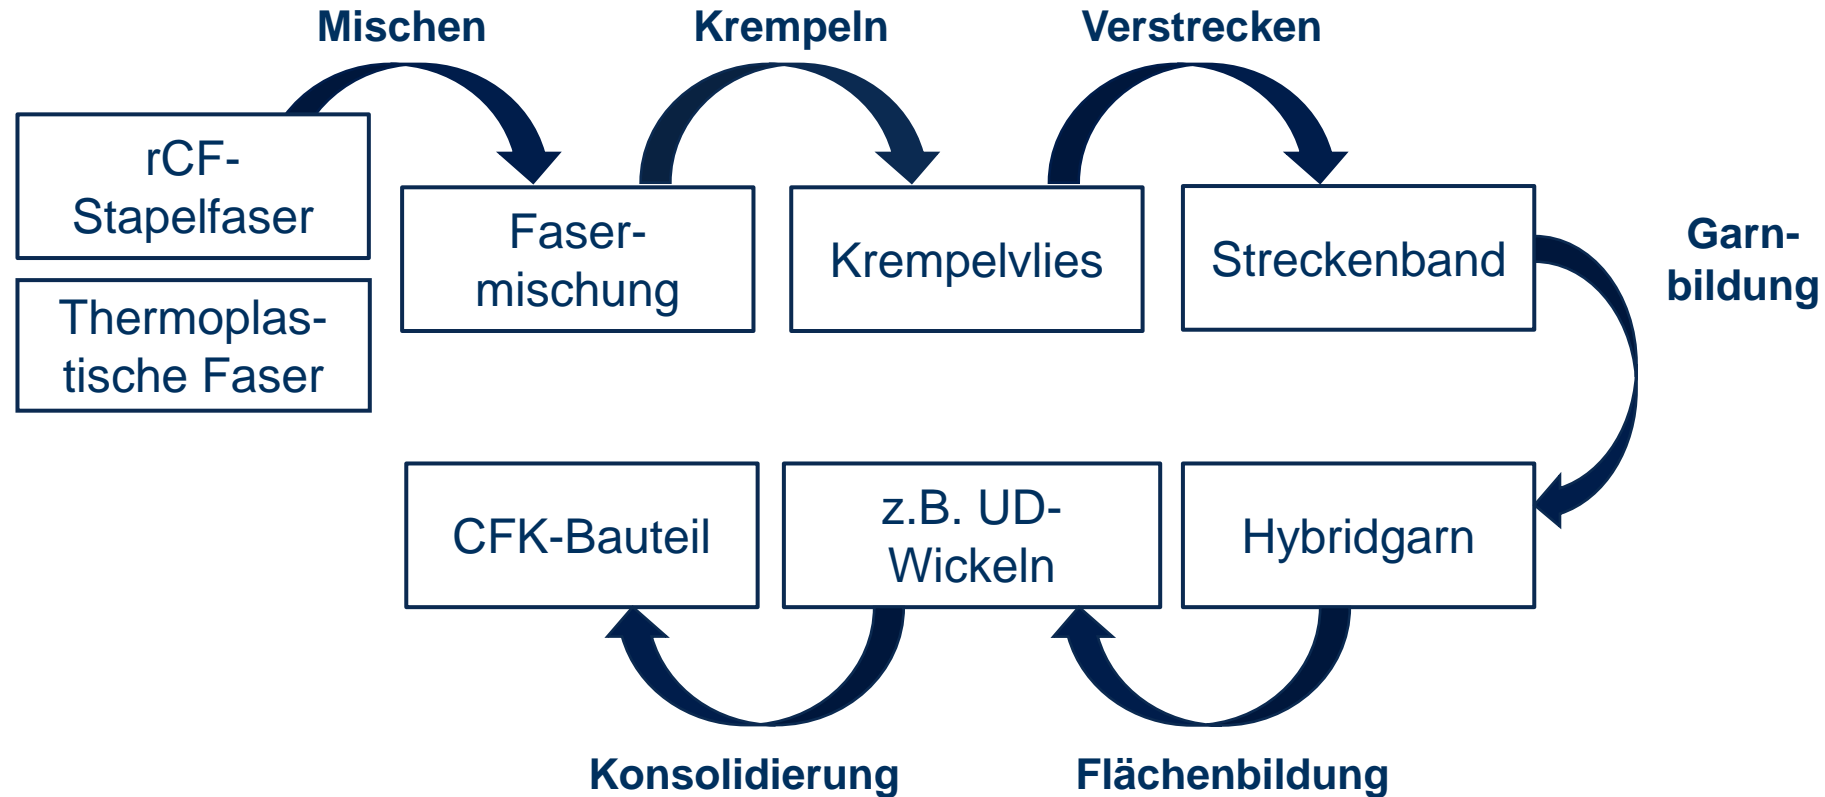 Mischen
Krempeln
Verstrecken
rCF-
Stapelfaser
Thermoplas-
tische Faser
Faser-
mischung
Krempelvlies
Streckenband
Garn-
bildung
CFK-Bauteil
z.B. UD-
Wickeln
Hybridgarn
Konsolidierung
Flächenbildung